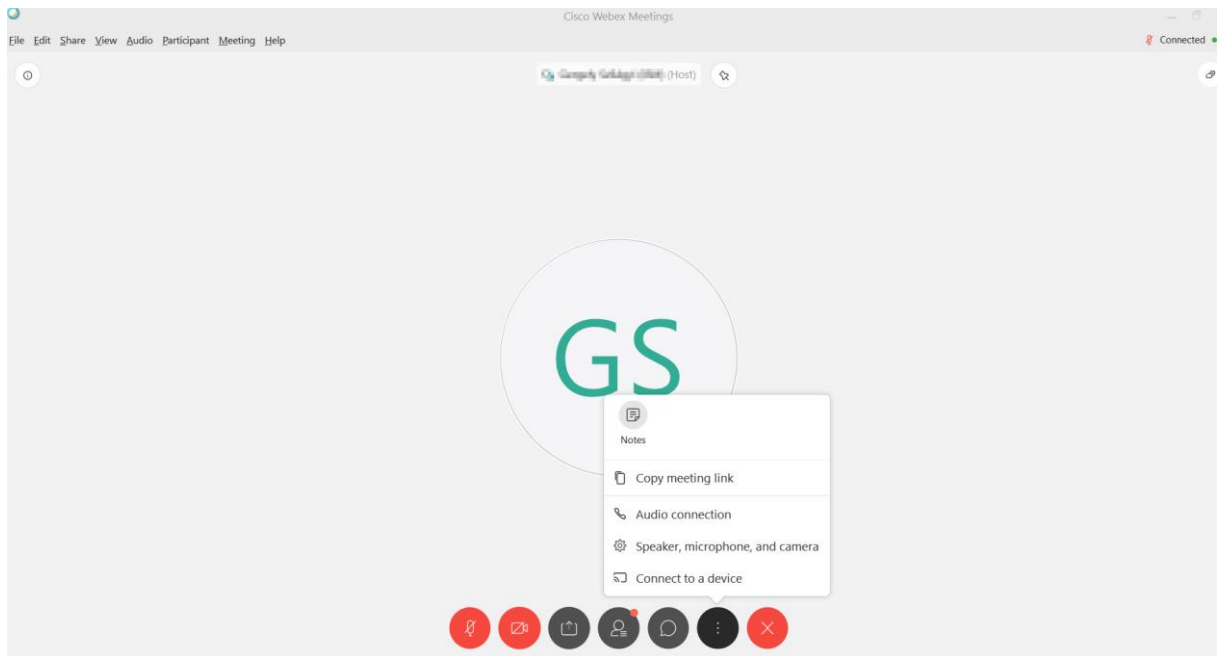 Cisco Webex Meetings
File Edit Share View Audio Participant Meeting Help
Connected
(Host)
GS
Notes
Copy meeting link
Audio connection
Speaker, microphone, and camera
Connect to a device